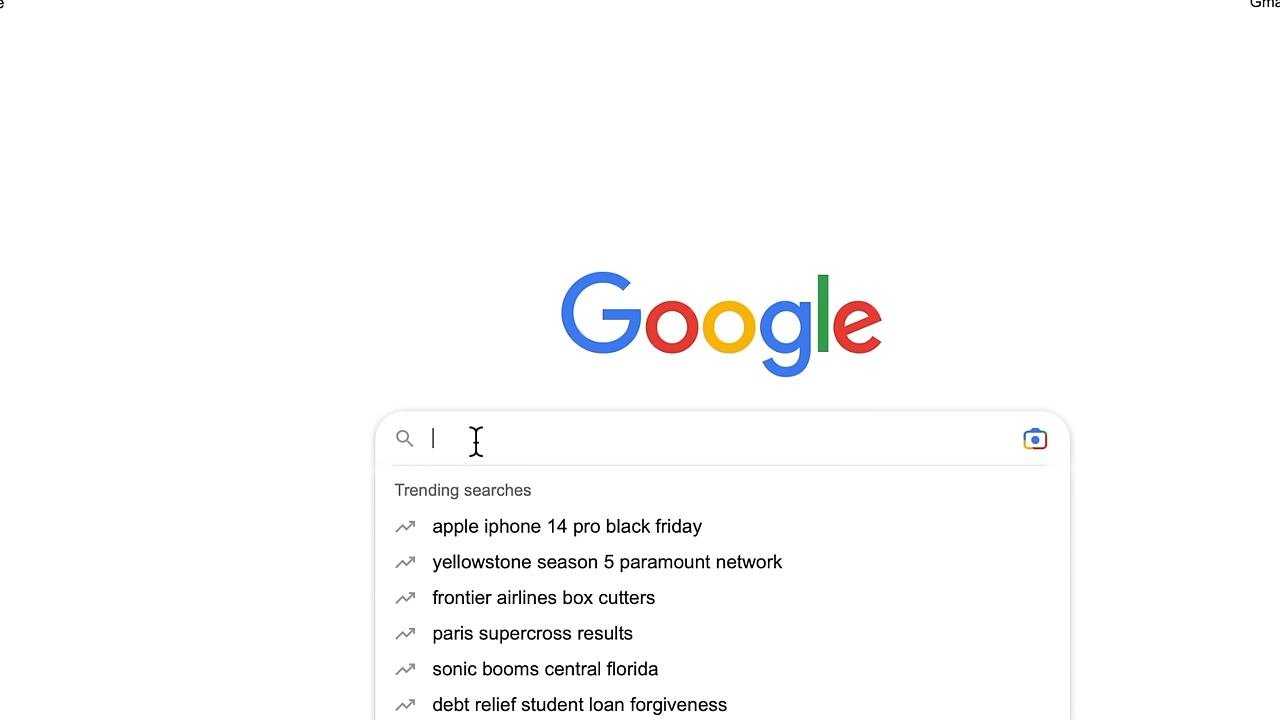 Google
Trending searches
apple iphone 14 pro black friday
yellowstone season 5 paramount network
frontier airlines box cutters
paris supercross results
sonic booms central florida
debt relief student loan forgiveness